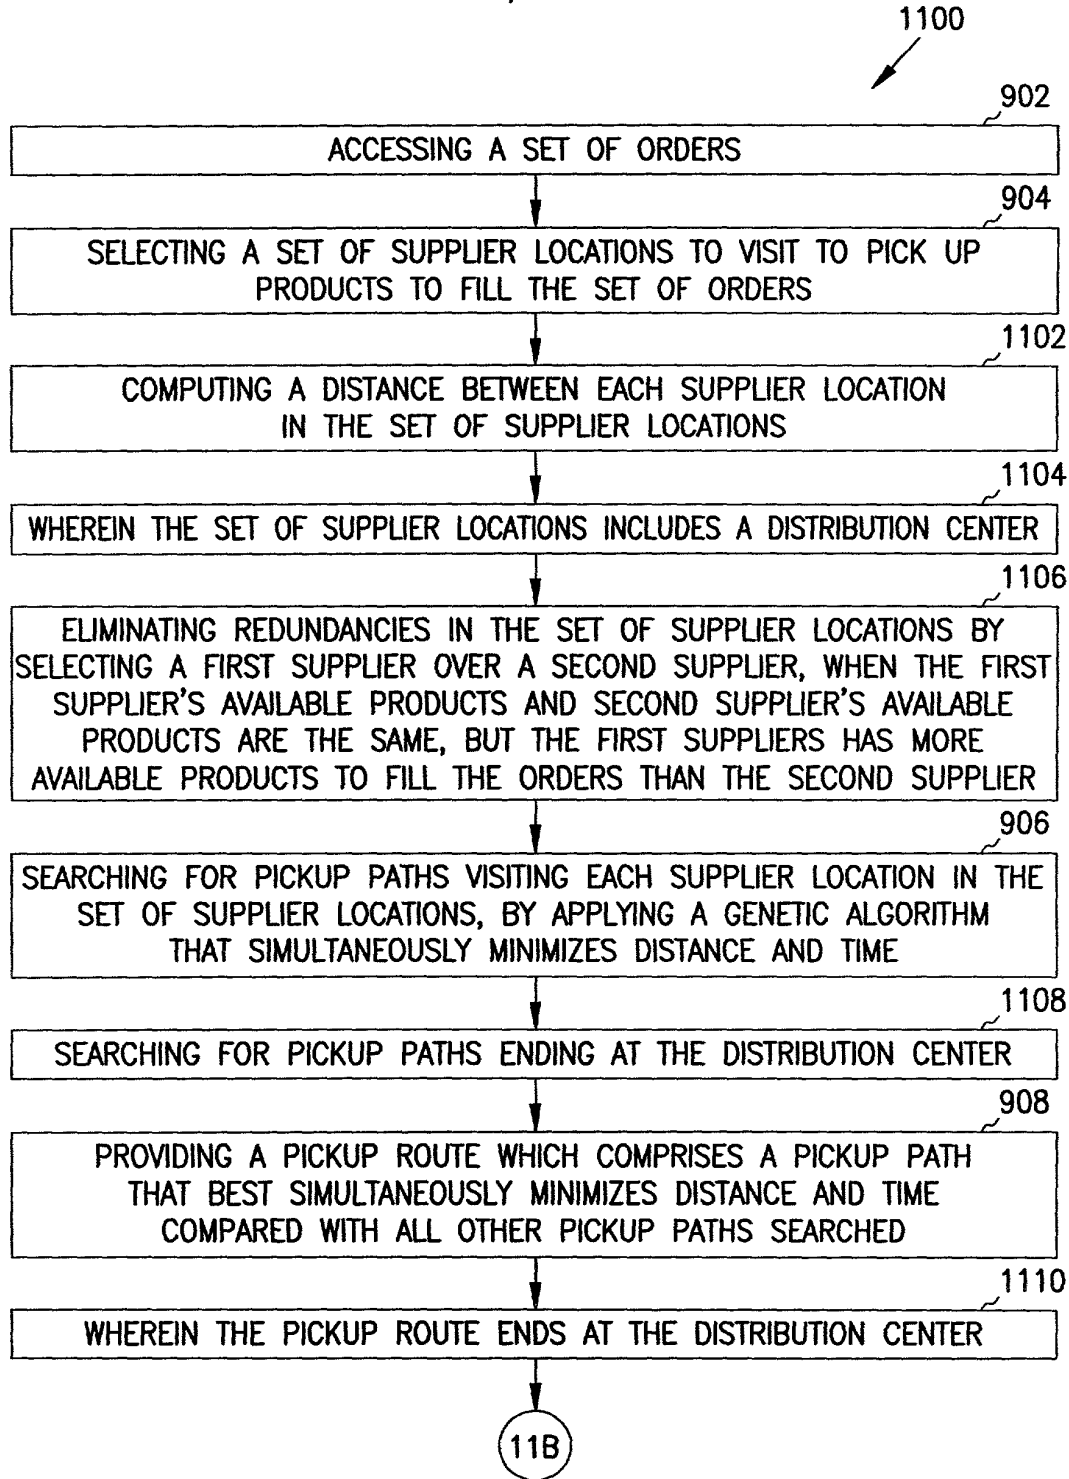 1100
902
ACCESSING A SET OF ORDERS
904
SELECTING A SET OF SUPPLIER LOCATIONS TO VISIT TO PICK UP
PRODUCTS TO FILL THE SET OF ORDERS
1102
COMPUTING A DISTANCE BETWEEN EACH SUPPLIER LOCATION
IN THE SET OF SUPPLIER LOCATIONS
1104
WHEREIN THE SET OF SUPPLIER LOCATIONS INCLUDES A DISTRIBUTION CENTER
1106
ELIMINATING REDUNDANCIES IN THE SET OF SUPPLIER LOCATIONS BY
SELECTING A FIRST SUPPLIER OVER A SECOND SUPPLIER, WHEN THE FIRST
SUPPLIER'S AVAILABLE PRODUCTS AND SECOND SUPPLIER'S AVAILABLE
PRODUCTS ARE THE SAME, BUT THE FIRST SUPPLIERS HAS MORE
AVAILABLE PRODUCTS TO FILL THE ORDERS THAN THE SECOND SUPPLIER
906
SEARCHING FOR PICKUP PATHS VISITING EACH SUPPLIER LOCATION IN THE
SET OF SUPPLIER LOCATIONS, BY APPLYING A GENETIC ALGORITHM
THAT SIMULTANEOUSLY MINIMIZES DISTANCE AND TIME
1108
SEARCHING FOR PICKUP PATHS ENDING AT THE DISTRIBUTION CENTER
908
PROVIDING A PICKUP ROUTE WHICH COMPRISES A PICKUP PATH
THAT BEST SIMULTANEOUSLY MINIMIZES DISTANCE AND TIME
COMPARED WITH ALL OTHER PICKUP PATHS SEARCHED
1110
WHEREIN THE PICKUP ROUTE ENDS AT THE DISTRIBUTION CENTER
11B